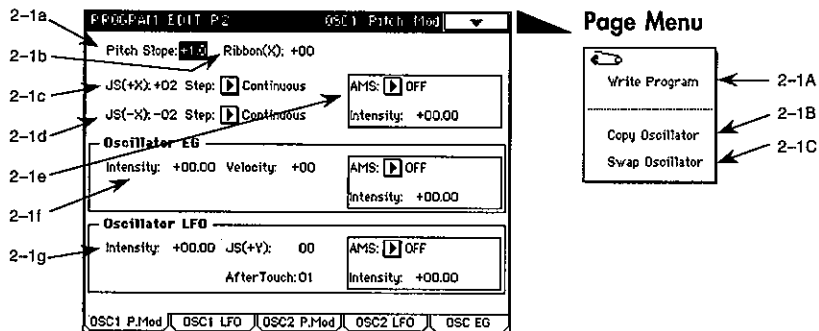 PROGRAM EDIT P2 OSC1 Pitch Mod
Page Menu
2-1a
Pitch Slope: +1.0 Ribbon(X): +00
2-1b
2-1c
JS(+X): +02 Step: Continuous
AMS: OFF
2-1d
JS(-X): -02 Step: Continuous
Intensity: +00.00
2-1e
Oscillator EG
Intensity: +00.00 Velocity: +00
AMS: OFF
2-1f
Intensity: +00.00
Oscillator LFO
2-1g
Intensity: +00.00 JS(+Y): 00
AMS: OFF
AfterTouch: 01
Intensity: +00.00
OSC1 P.Mod OSC1 LFO OSC2 P.Mod OSC2 LFO OSC EG
Write Program
2-1A
Copy Oscillator
2-1B
Swap Oscillator
2-1C